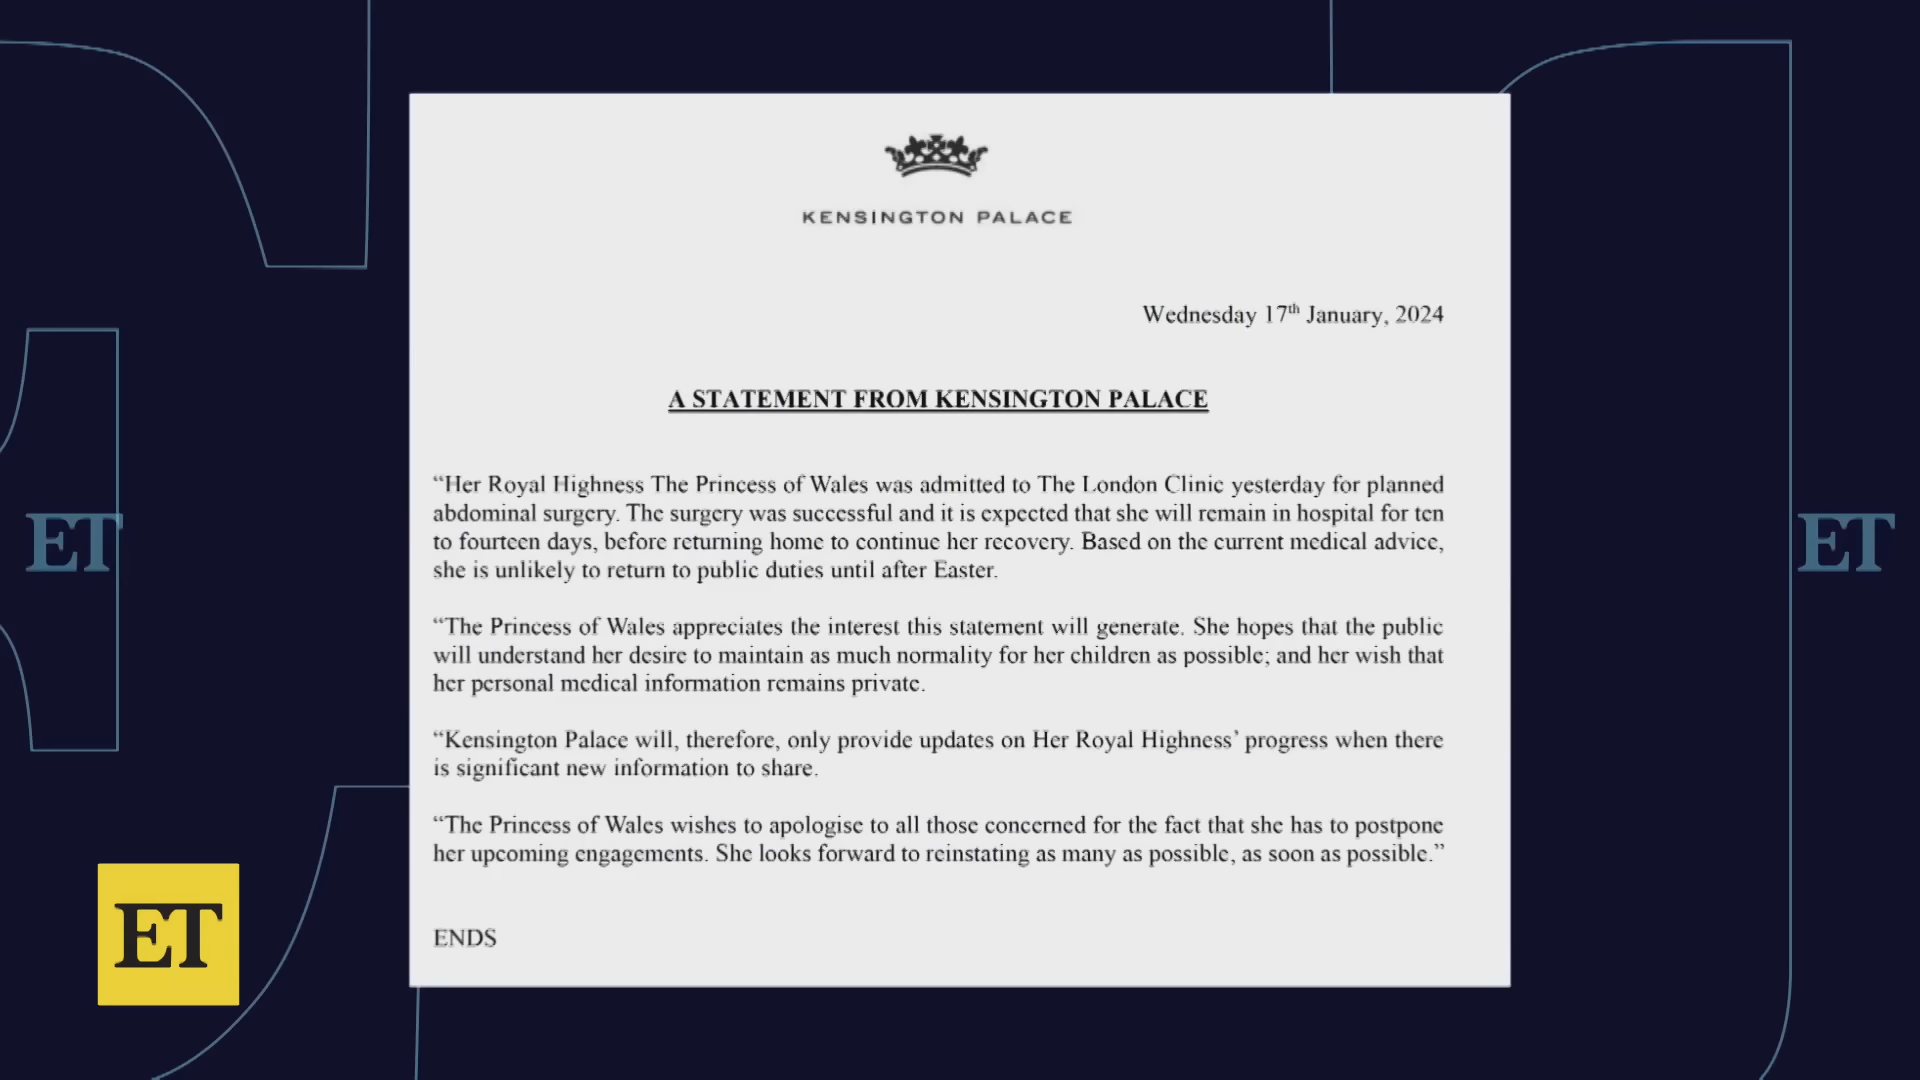 KENSINGTON PALACE
Wednesday 17th January, 2024
A STATEMENT FROM KENSINGTON PALACE
“Her Royal Highness The Princess of Wales was admitted to The London Clinic yesterday for planned
abdominal surgery. The surgery was successful and it is expected that she will remain in hospital for ten
to fourteen days, before returning home to continue her recovery. Based on the current medical advice,
she is unlikely to return to public duties until after Easter.
“The Princess of Wales appreciates the interest this statement will generate. She hopes that the public
will understand her desire to maintain as much normality for her children as possible; and her wish that
her personal medical information remains private.
“Kensington Palace will, therefore, only provide updates on Her Royal Highness’ progress when there
is significant new information to share.
“The Princess of Wales wishes to apologise to all those concerned for the fact that she has to postpone
her upcoming engagements. She looks forward to reinstating as many as possible, as soon as possible.”
ENDS
ET
ET
ET